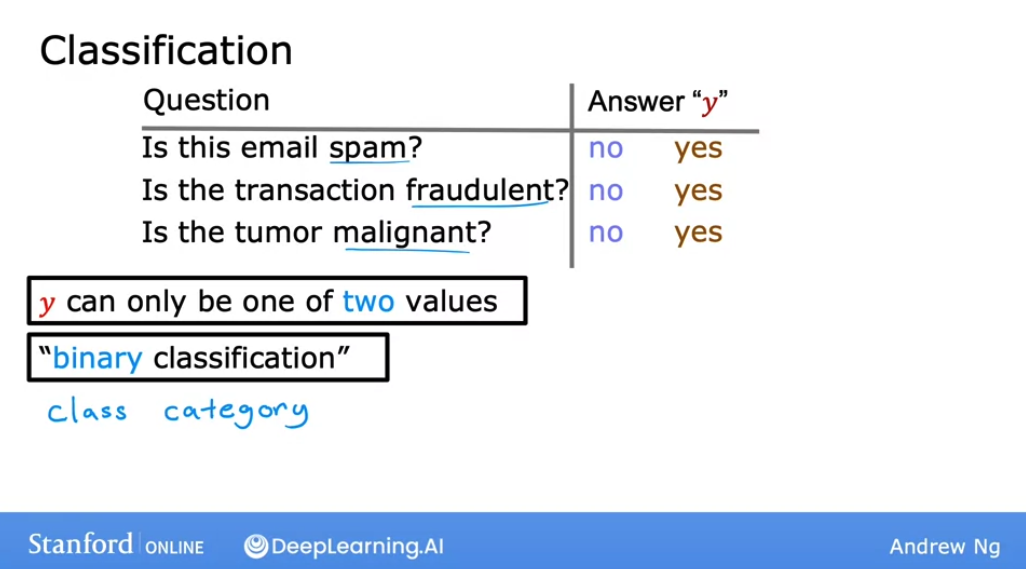 Classification
Question Answer “y”
Is this email spam? no yes
Is the transaction fraudulent? no yes
Is the tumor malignant? no yes
y can only be one of two values
“binary classification”
class category
Stanford ONLINE DeepLearning.AI Andrew Ng